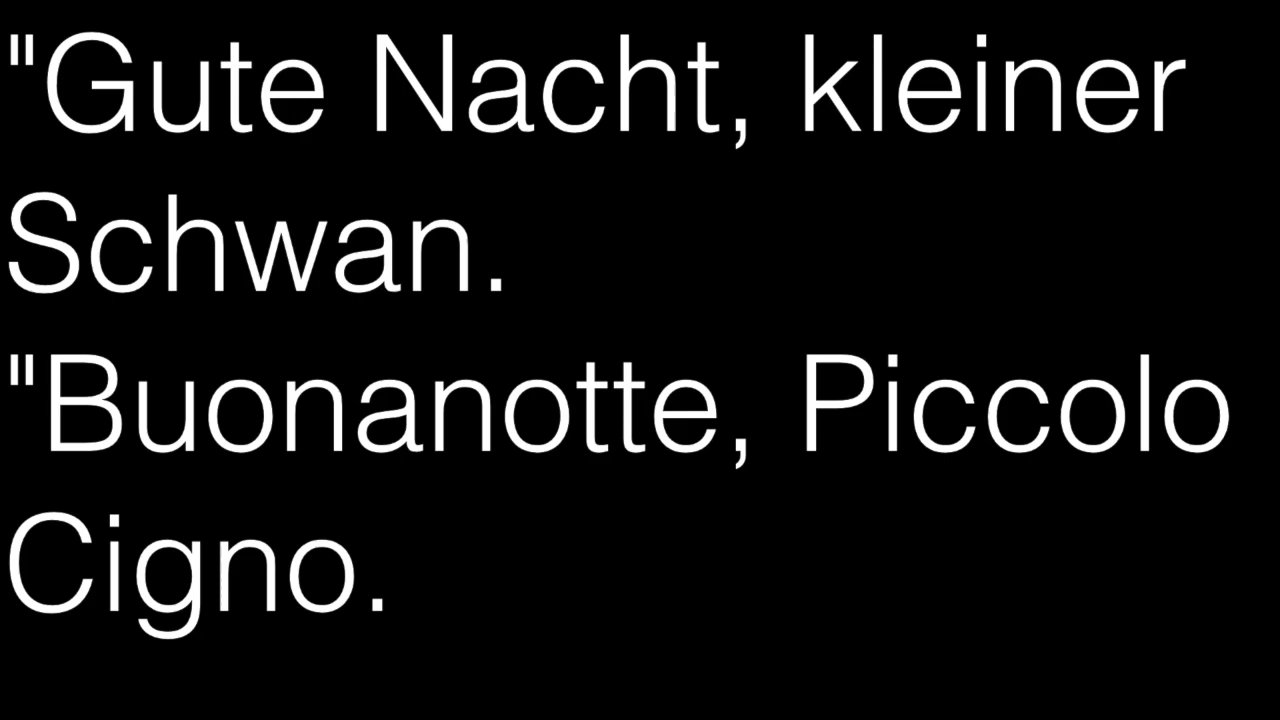 "Gute Nacht, kleiner
Schwan.
"Buonanotte, Piccolo
Cigno.